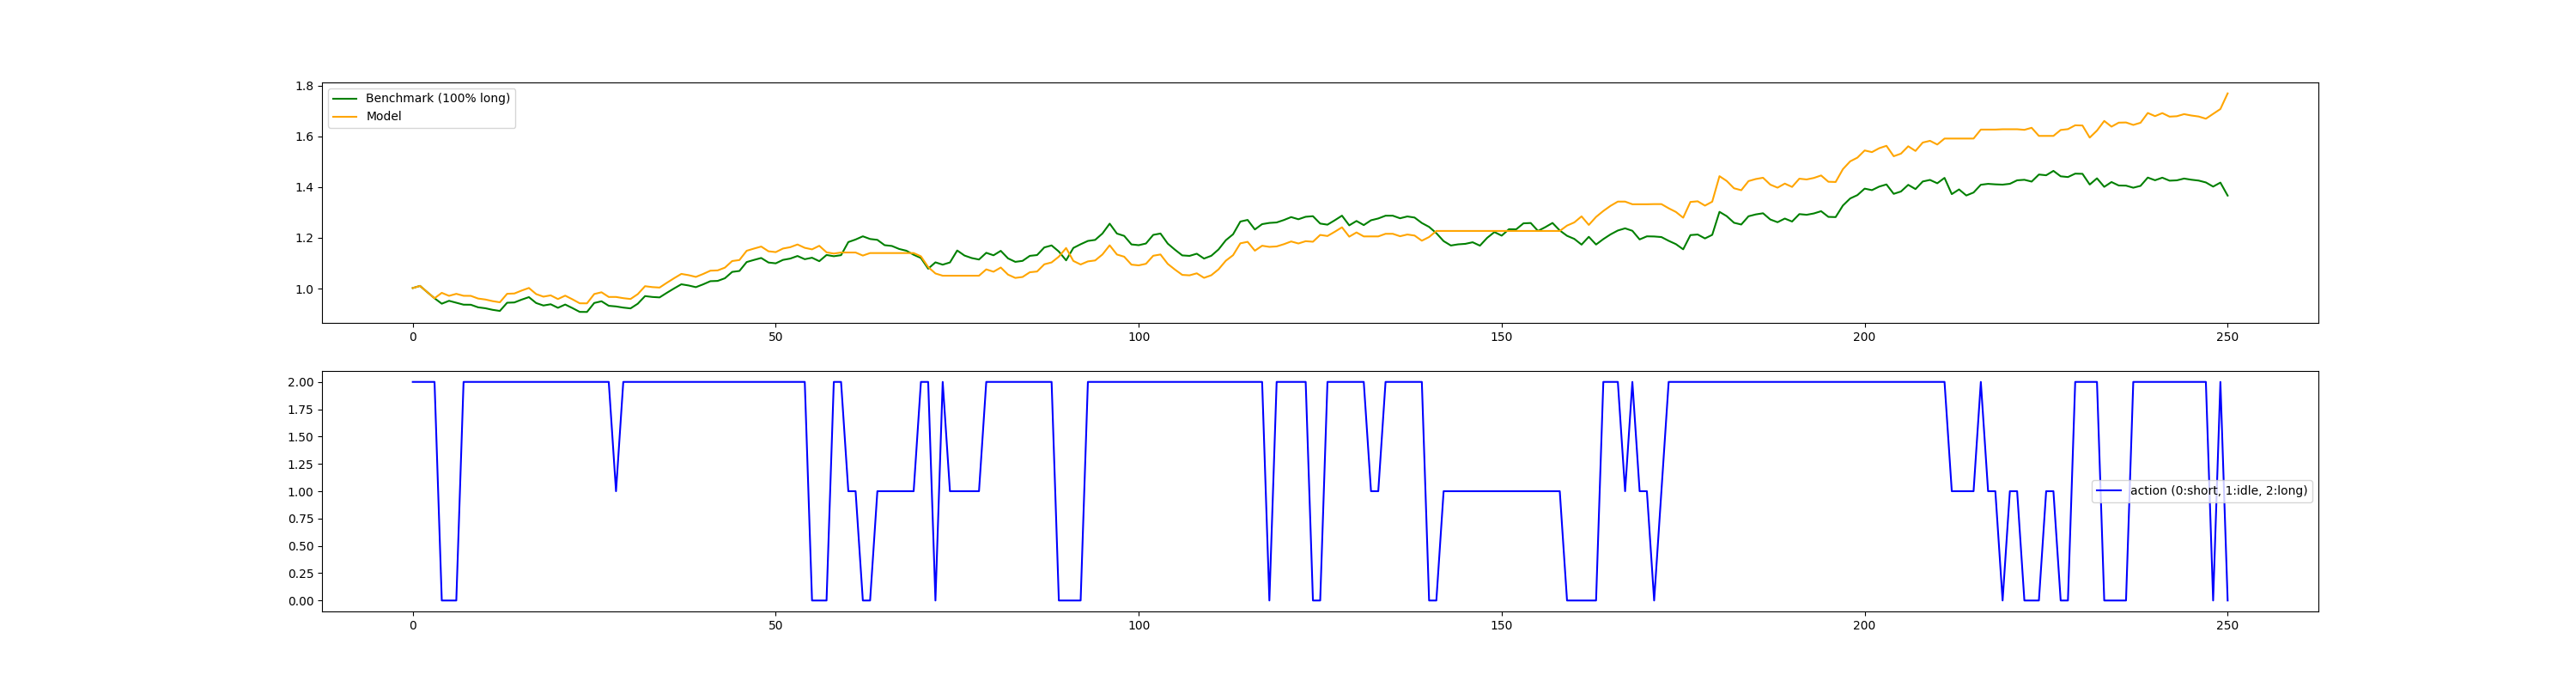 1.8
1.6
1.4
1.2
1.0
Benchmark (100% long)
Model
0 50 100 150 200 250
2.00
1.75
1.50
1.25
1.00
0.75
0.50
0.25
0.00
action (0:short, 1:idle, 2:long)
0 50 100 150 200 250